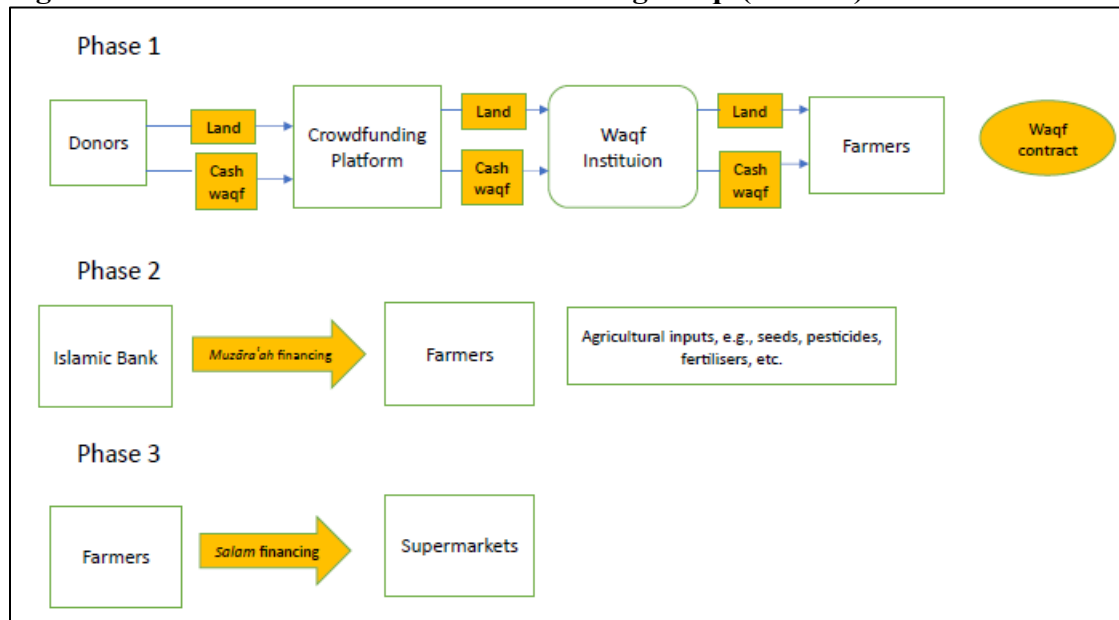 Phase 1
Donors
Land
Cash
waqf
Crowdfunding
Platform
Land
Cash
waqf
Waqf
Instituion
Land
Cash
waqf
Farmers
Waqf
contract
Phase 2
Islamic Bank
Muzāraʿah financing
Farmers
Agricultural inputs, e.g., seeds, pesticides,
fertilisers, etc.
Phase 3
Farmers
Salam financing
Supermarkets